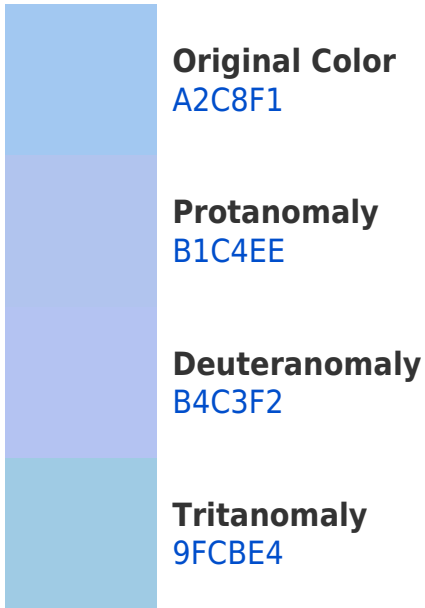 Original Color
A2C8F1
Protanomaly
B1C4EE
Deuteranomaly
B4C3F2
Tritanomaly
9FCBE4